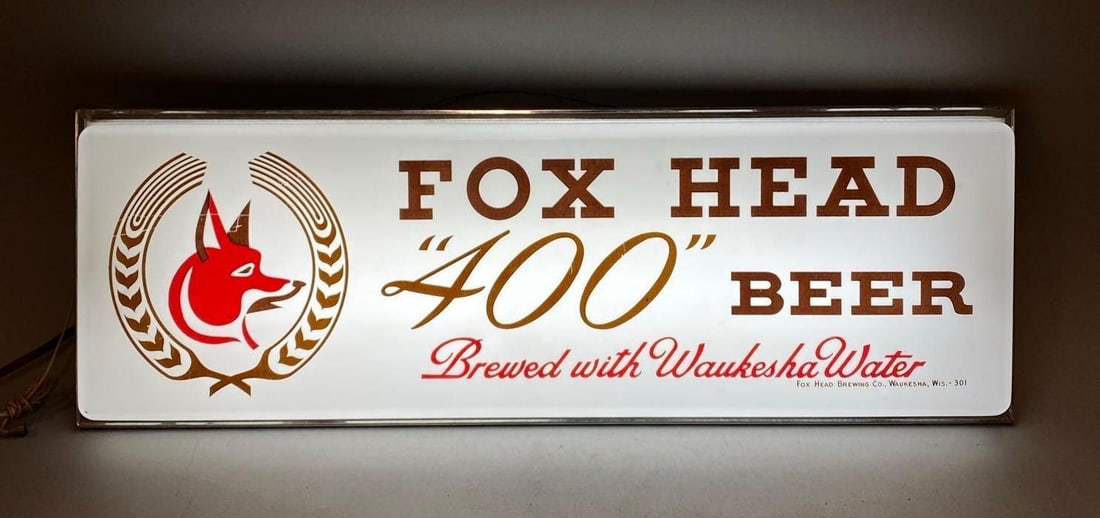 FOX HEAD
"400" BEER
Brewed with Waukesha Water
FOX HEAD BREWING CO., WAUKESHA, WIS.-301